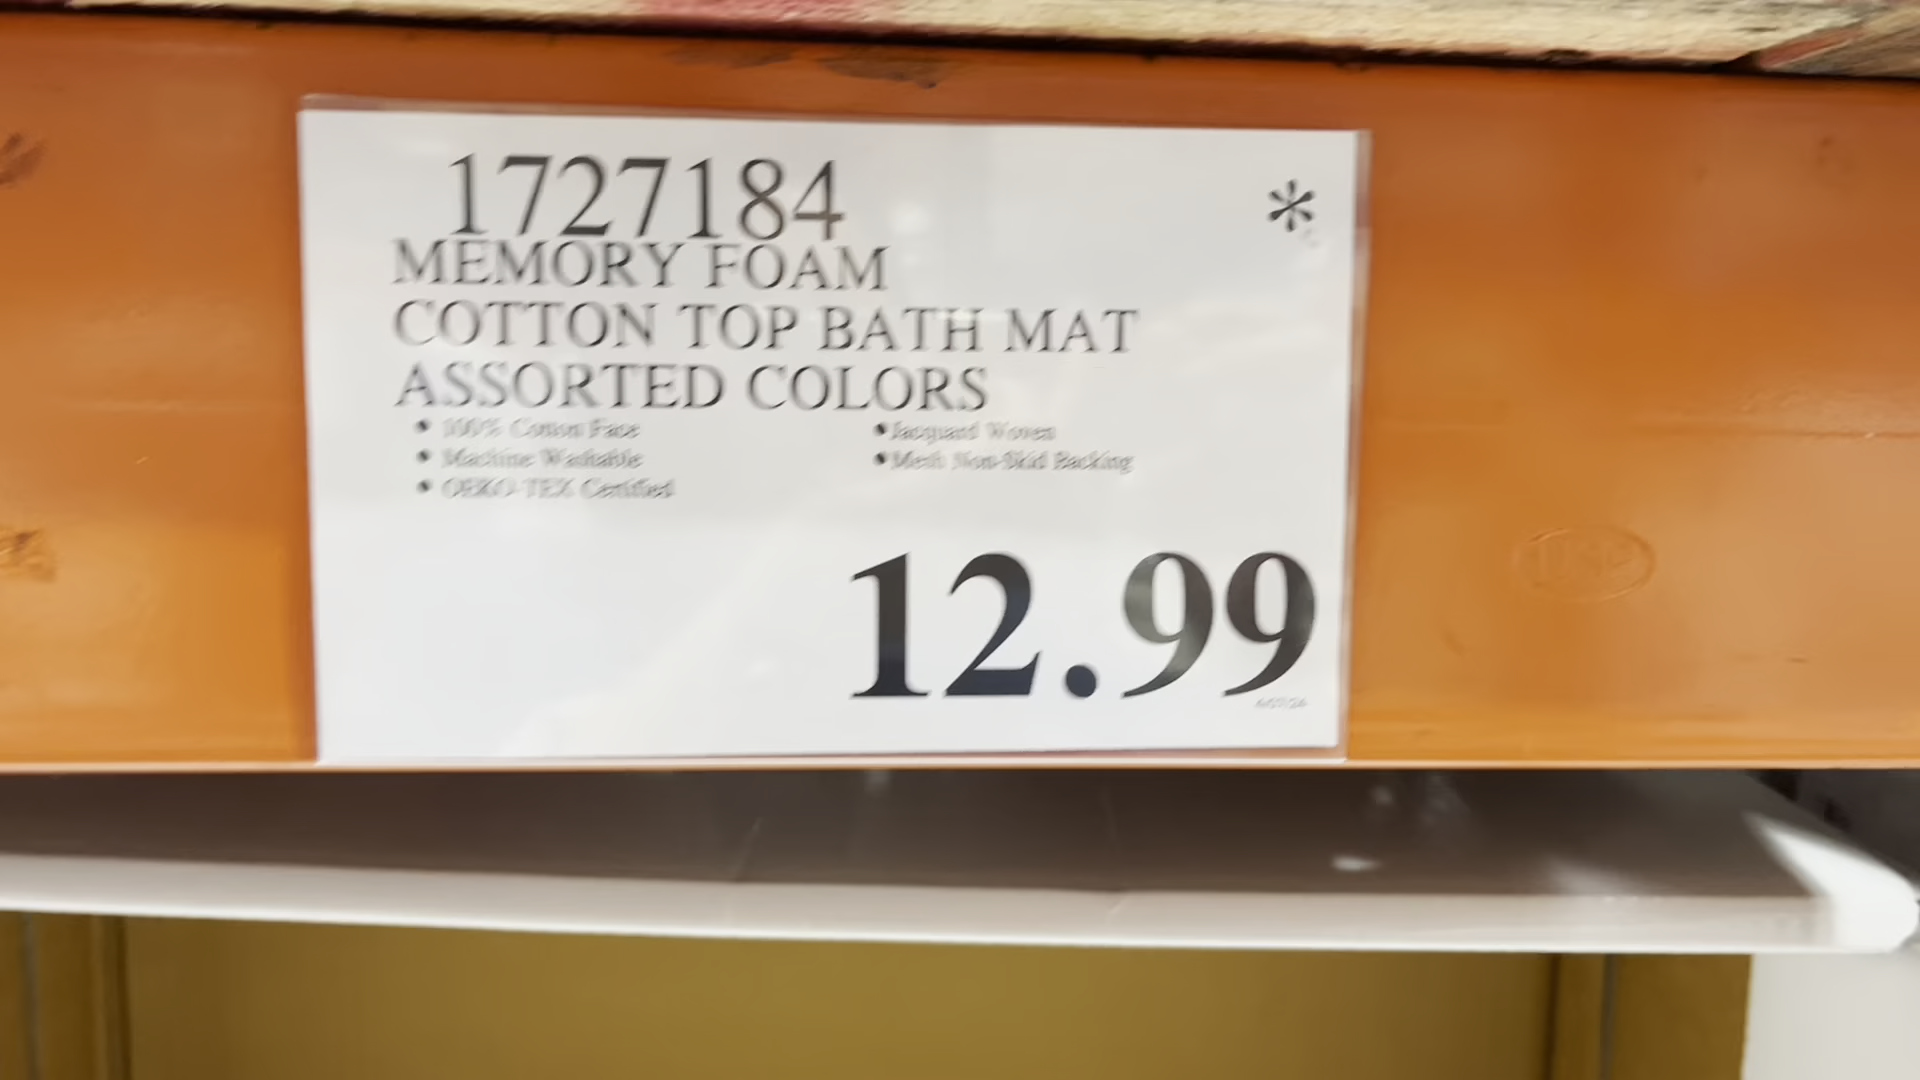 1727184
*
MEMORY FOAM
COTTON TOP BATH MAT
ASSORTED COLORS
• 100% Cotton Face
• Jacquard Woven
• Machine Washable
• Mesh Non-Skid Backing
• OEKO-TEX Certified
12.99